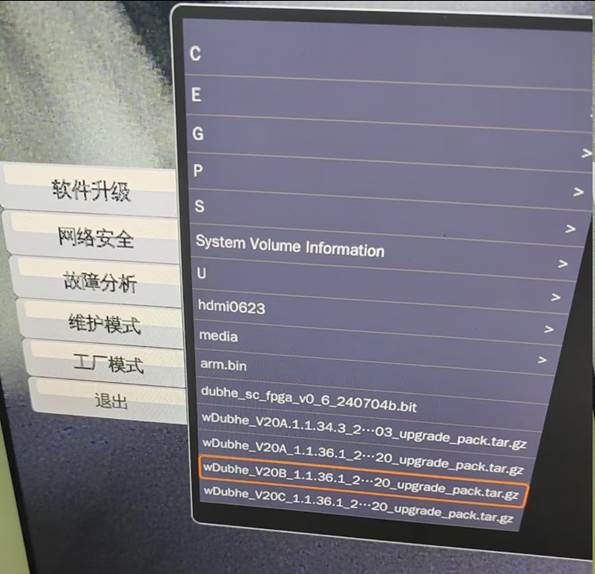 软件升级
网络安全
故障分析
维护模式
工厂模式
退出
C
E
G
P
S
System Volume Information
U
hdmi0623
media
arm.bin
dubhe_sc_fpga_v0_6_240704b.bit
wDubhe_V20A.1.1.34.3_2···03_upgrade_pack.tar.gz
wDubhe_V20A_1.1.36.1_2···20_upgrade_pack.tar.gz
wDubhe_V20B_1.1.36.1_2···20_upgrade_pack.tar.gz
wDubhe_V20C_1.1.36.1_2···20_upgrade_pack.tar.gz